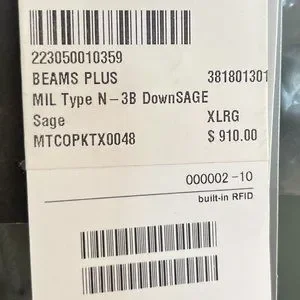 223050010359
BEAMS PLUS 381801301
MIL Type N-3B DownSAGE
Sage XLRG
MTCOPKTX0048 $ 910.00
000002-10
built-in RFID